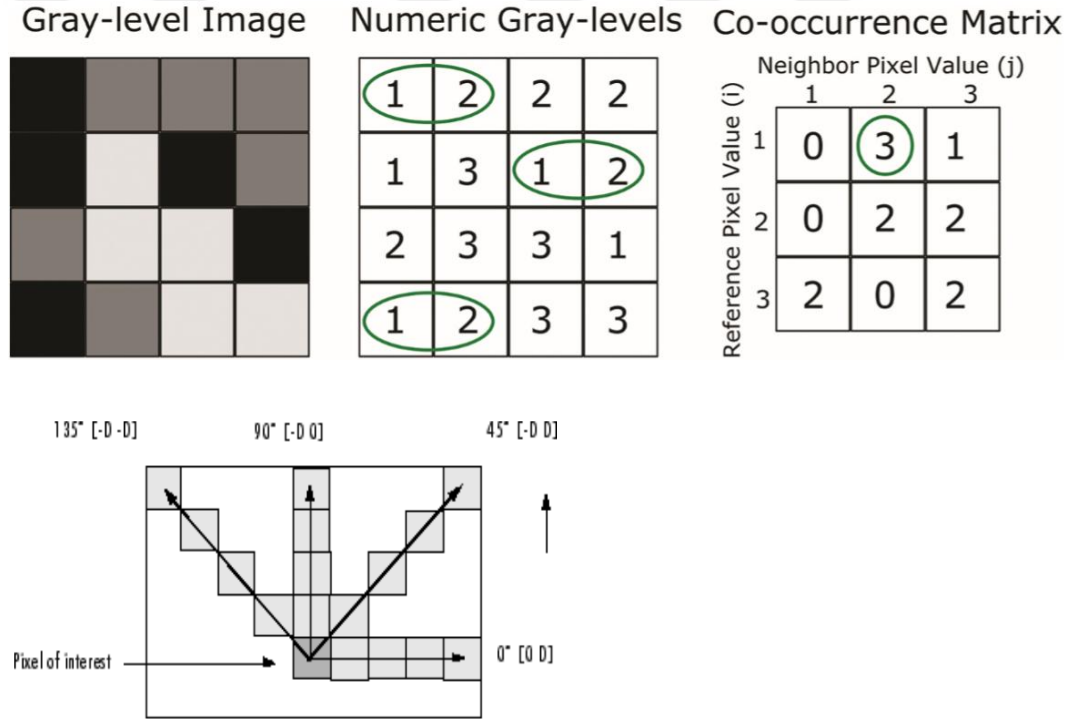 Gray-level Image
Numeric Gray-levels
Co-occurrence Matrix
1 2 2 2
1 3 1 2
2 3 3 1
1 2 3 3
Neighbor Pixel Value (j)
Reference Pixel Value (i)
1 2 3
1 0 3 1
2 0 2 2
3 2 0 2
135° [-D -D]
90° [-D 0]
45° [-D D]
Pixel of interest
0° [0 D]